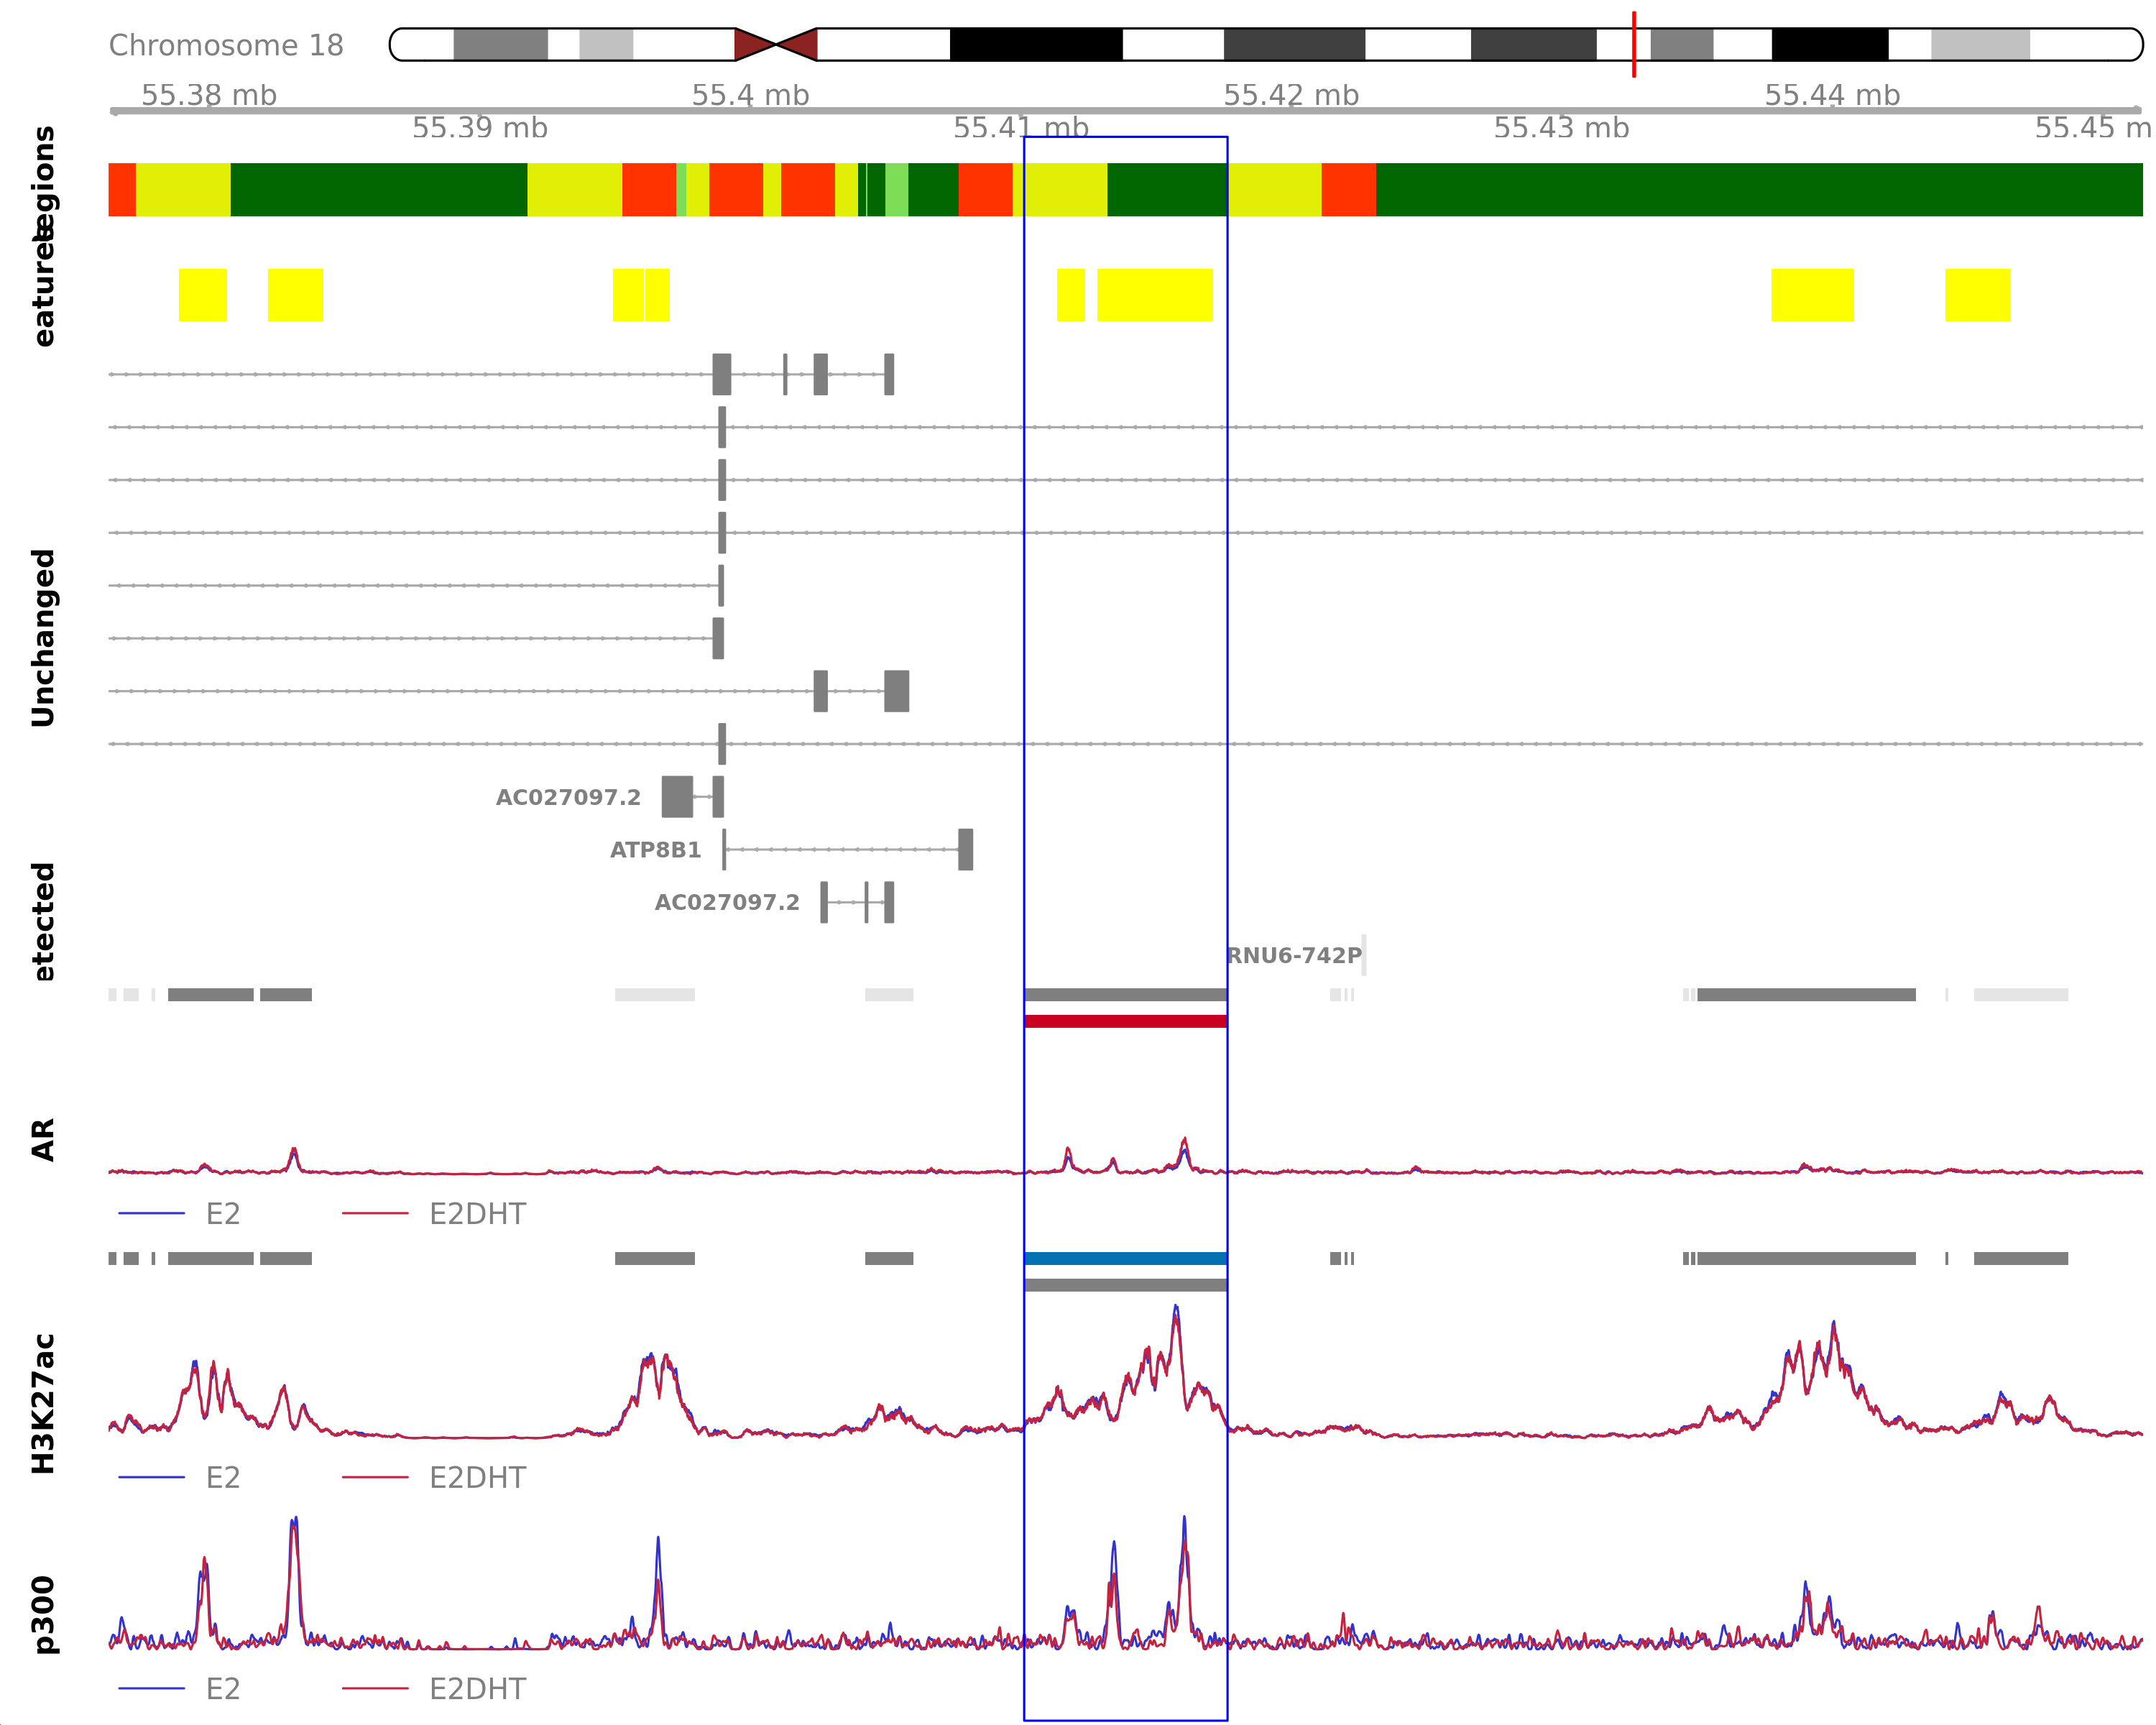 Chromosome 18
55.38 mb 55.4 mb 55.42 mb 55.44 mb
55.39 mb 55.41 mb 55.43 mb 55.45 m
egions
eatures
Unchanged
AC027097.2
ATP8B1
AC027097.2
etected
RNU6-742P
AR
E2 E2DHT
H3K27ac
E2 E2DHT
p300
E2 E2DHT